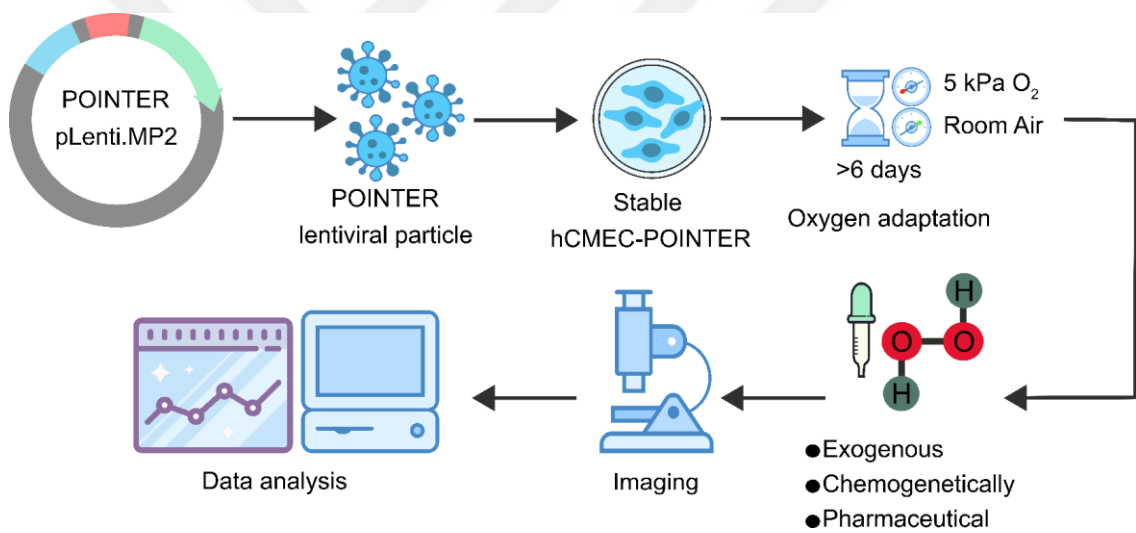 POINTER
pLenti.MP2
POINTER
lentiviral particle
Stable
hCMEC-POINTER
5 kPa O₂
Room Air
>6 days
Oxygen adaptation
H
O
O
H
●Exogenous
●Chemogenetically
●Pharmaceutical
Imaging
Data analysis